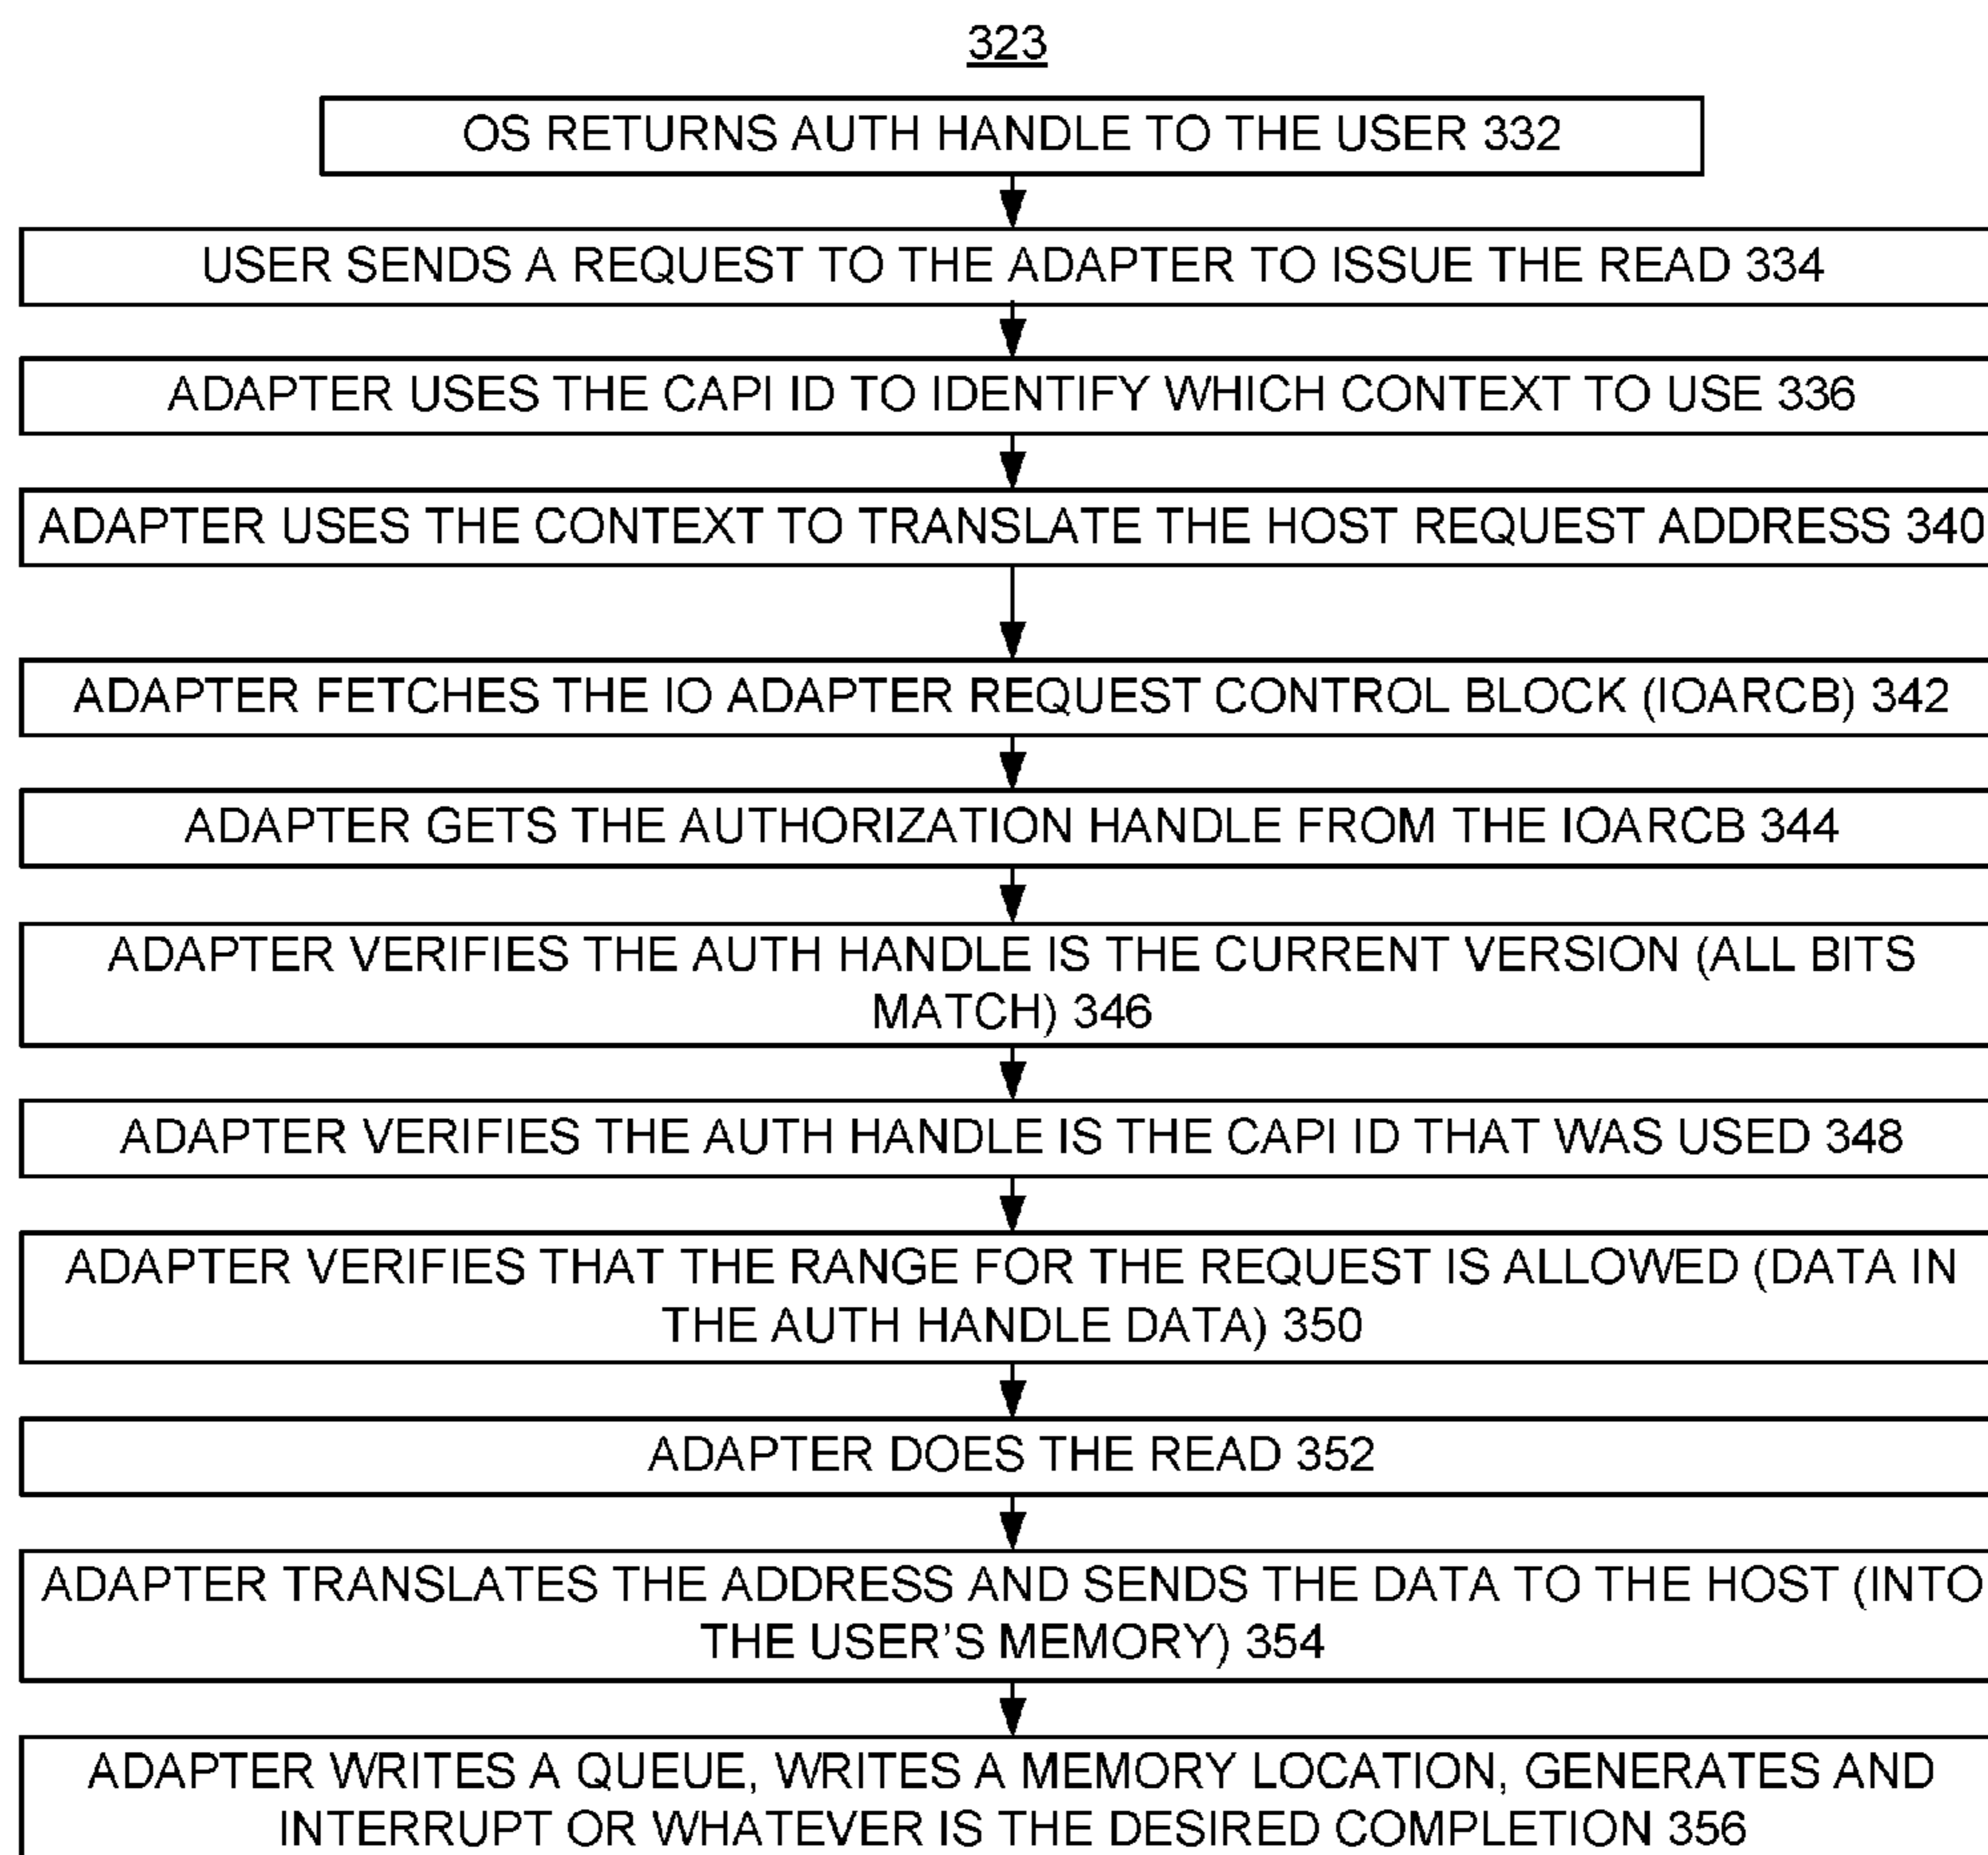 323
OS RETURNS AUTH HANDLE TO THE USER 332
USER SENDS A REQUEST TO THE ADAPTER TO ISSUE THE READ 334
ADAPTER USES THE CAPI ID TO IDENTIFY WHICH CONTEXT TO USE 336
ADAPTER USES THE CONTEXT TO TRANSLATE THE HOST REQUEST ADDRESS 340
ADAPTER FETCHES THE IO ADAPTER REQUEST CONTROL BLOCK (IOARCB) 342
ADAPTER GETS THE AUTHORIZATION HANDLE FROM THE IOARCB 344
ADAPTER VERIFIES THE AUTH HANDLE IS THE CURRENT VERSION (ALL BITS
MATCH) 346
ADAPTER VERIFIES THE AUTH HANDLE IS THE CAPI ID THAT WAS USED 348
ADAPTER VERIFIES THAT THE RANGE FOR THE REQUEST IS ALLOWED (DATA IN
THE AUTH HANDLE DATA) 350
ADAPTER DOES THE READ 352
ADAPTER TRANSLATES THE ADDRESS AND SENDS THE DATA TO THE HOST (INTO
THE USER'S MEMORY) 354
ADAPTER WRITES A QUEUE, WRITES A MEMORY LOCATION, GENERATES AND
INTERRUPT OR WHATEVER IS THE DESIRED COMPLETION 356